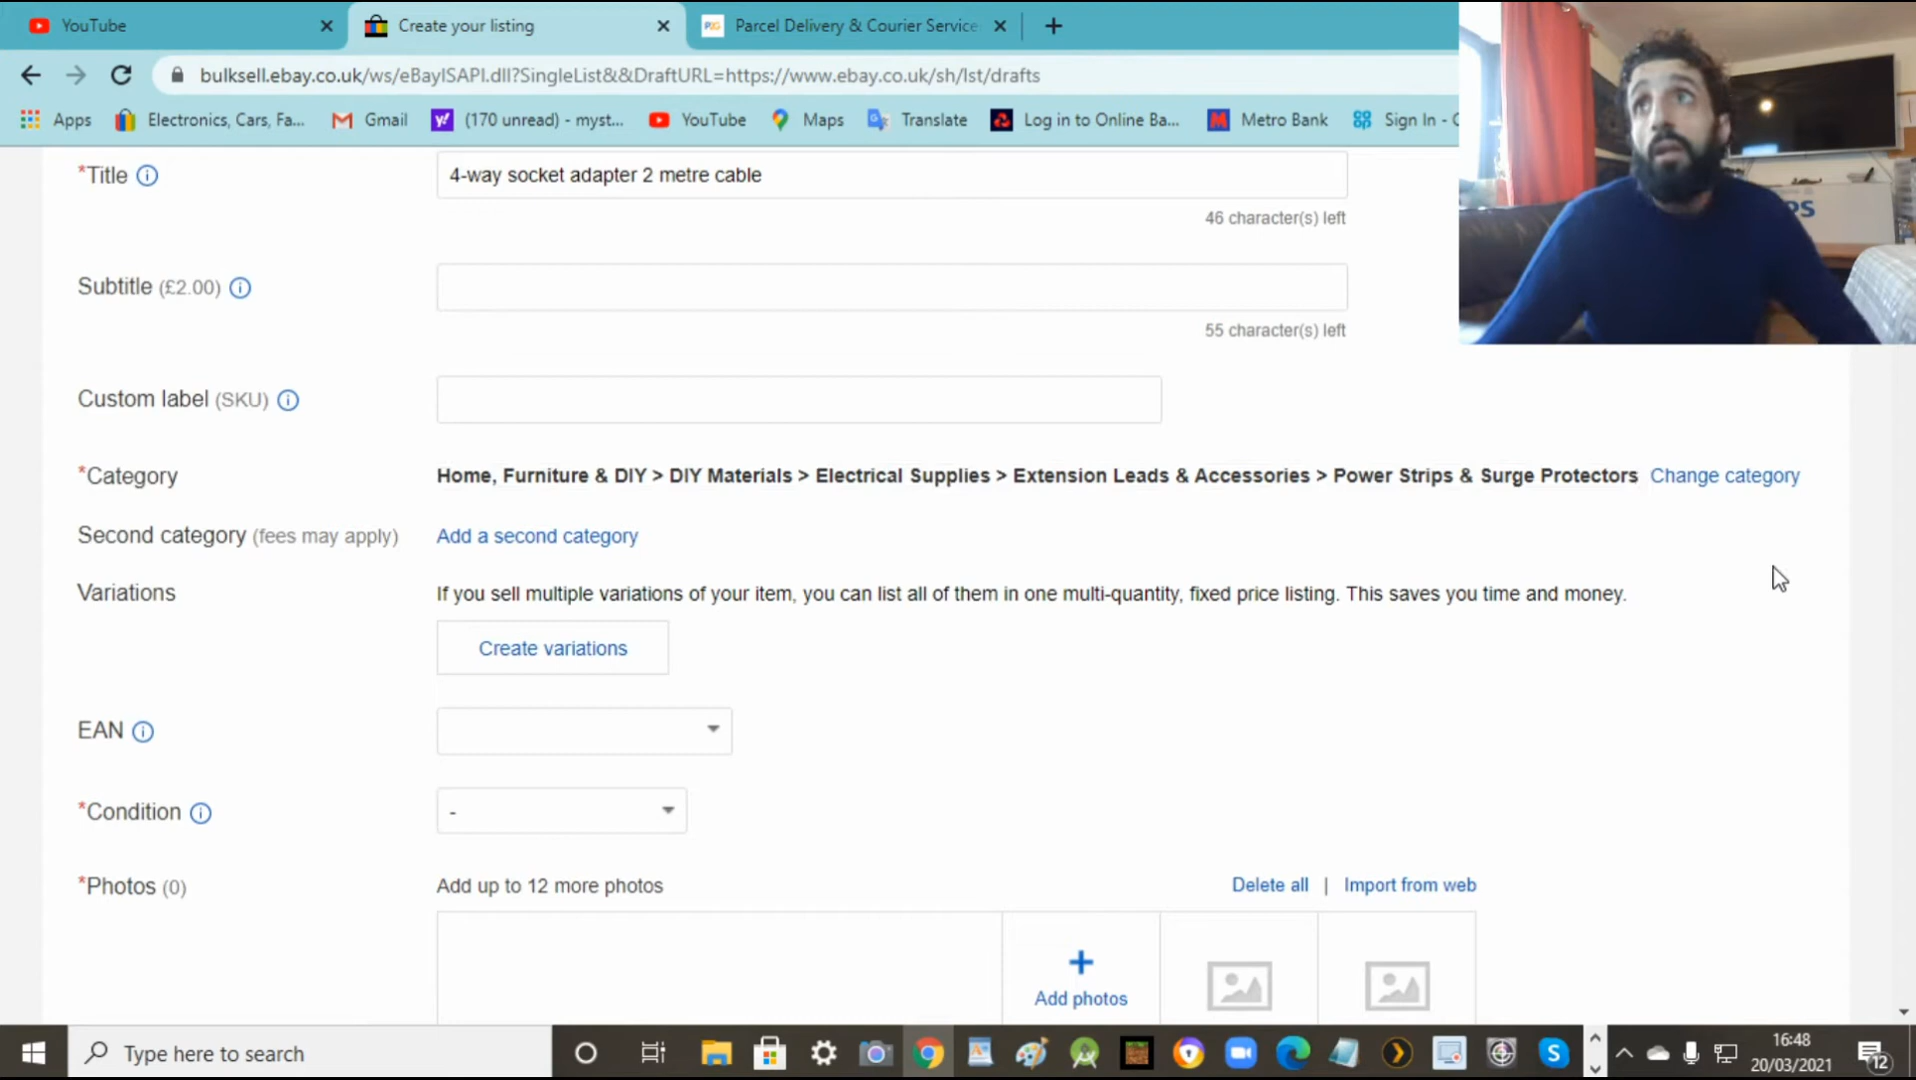 YouTube
Create your listing
Parcel Delivery & Courier Service
bulksell.ebay.co.uk/ws/eBayISAPI.dll?SingleList&&DraftURL=https://www.ebay.co.uk/sh/lst/drafts
Apps
Electronics, Cars, Fa...
Gmail
(170 unread) - myst...
YouTube
Maps
Translate
Log in to Online Ba...
Metro Bank
Sign In - C
*Title
4-way socket adapter 2 metre cable
46 character(s) left
Subtitle (£2.00)
55 character(s) left
Custom label (SKU)
*Category
Home, Furniture & DIY > DIY Materials > Electrical Supplies > Extension Leads & Accessories > Power Strips & Surge Protectors Change category
Second category (fees may apply)
Add a second category
Variations
If you sell multiple variations of your item, you can list all of them in one multi-quantity, fixed price listing. This saves you time and money.
Create variations
EAN
*Condition
-
*Photos (0)
Add up to 12 more photos
Delete all | Import from web
Add photos
Type here to search
16:48
20/03/2021
12